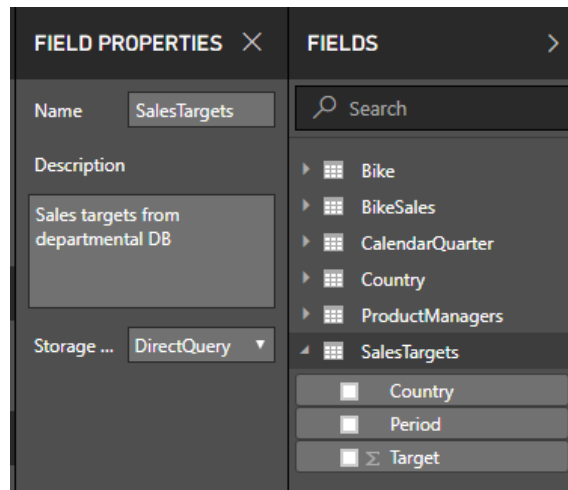 FIELD PROPERTIES
Name SalesTargets
Description
Sales targets from
departmental DB
Storage ... DirectQuery
FIELDS
Search
Bike
BikeSales
CalendarQuarter
Country
ProductManagers
SalesTargets
Country
Period
Σ Target